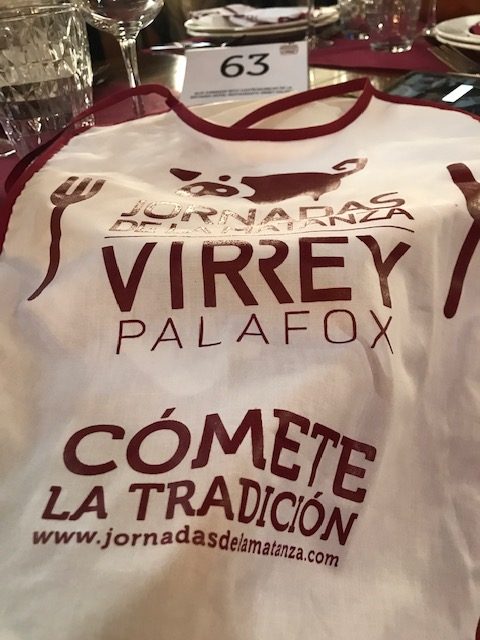 63
JORNADAS
DE LA MATANZA
VIRREY
PALAFOX
CÓMETE
LA TRADICIÓN
www.jornadasdelamatanza.com